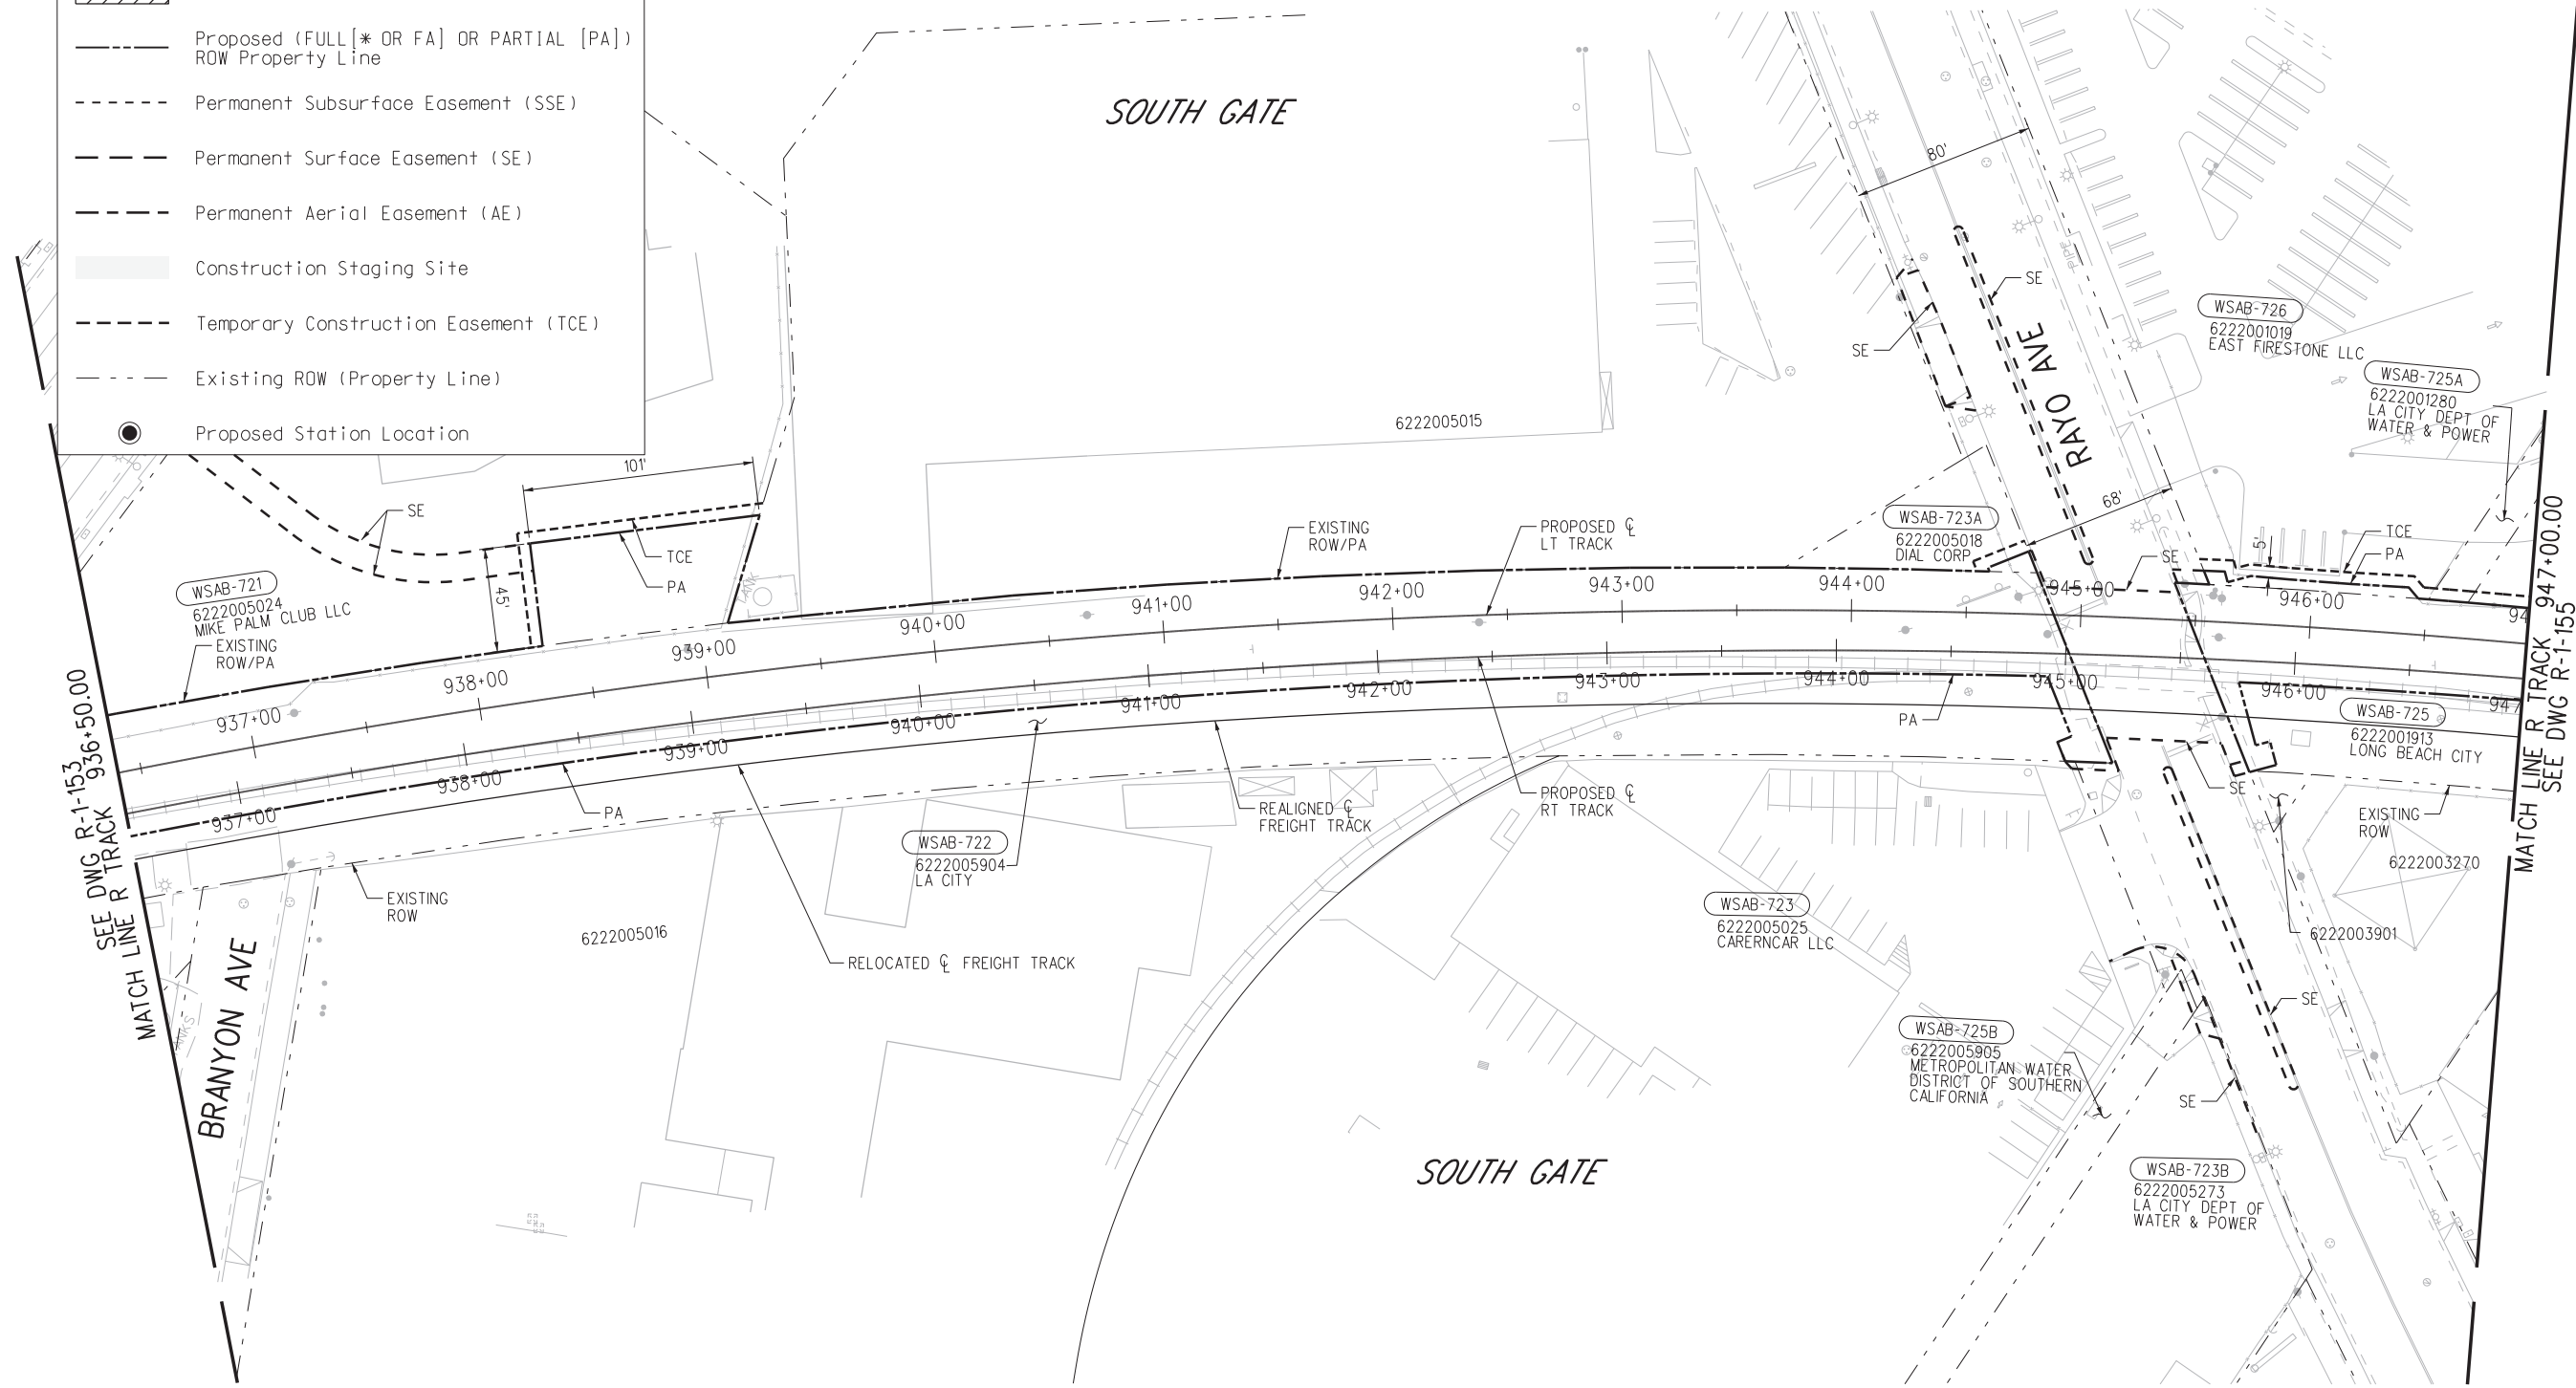 Proposed (FULL[* OR FA] OR PARTIAL [PA])
ROW Property Line
Permanent Subsurface Easement (SSE)
Permanent Surface Easement (SE)
Permanent Aerial Easement (AE)
Construction Staging Site
Temporary Construction Easement (TCE)
Existing ROW (Property Line)
Proposed Station Location
SOUTH GATE
80'
PIPE
SE
SE
RAYO AVE
WSAB-726
6222001019
EAST FIRESTONE LLC
WSAB-725A
6222001280
LA CITY DEPT OF
WATER & POWER
6222005015
101'
SE
TCE
PA
45'
TANK
WSAB-721
6222005024
MIKE PALM CLUB LLC
EXISTING
ROW/PA
EXISTING
ROW/PA
PROPOSED ℄
LT TRACK
WSAB-723A
6222005018
DIAL CORP
68'
SE
5'
TCE
PA
937+00
938+00
939+00
940+00
941+00
942+00
943+00
944+00
945+00
946+00
94
937+00
938+00
939+00
940+00
941+00
942+00
943+00
944+00
945+00
946+00
947
SEE DWG R-1-153
MATCH LINE R TRACK 936+50.00
MATCH LINE R TRACK 947+00.00
SEE DWG R-1-155
PA
PA
WSAB-725
6222001913
LONG BEACH CITY
SE
EXISTING
ROW
6222003270
6222003901
REALIGNED ℄
FREIGHT TRACK
PROPOSED ℄
RT TRACK
WSAB-722
6222005904
LA CITY
EXISTING
ROW
6222005016
RELOCATED ℄ FREIGHT TRACK
WSAB-723
6222005025
CARERNCAR LLC
BRANYON AVE
SE
WSAB-725B
6222005905
METROPOLITAN WATER
DISTRICT OF SOUTHERN
CALIFORNIA
SE
SOUTH GATE
WSAB-723B
6222005273
LA CITY DEPT OF
WATER & POWER